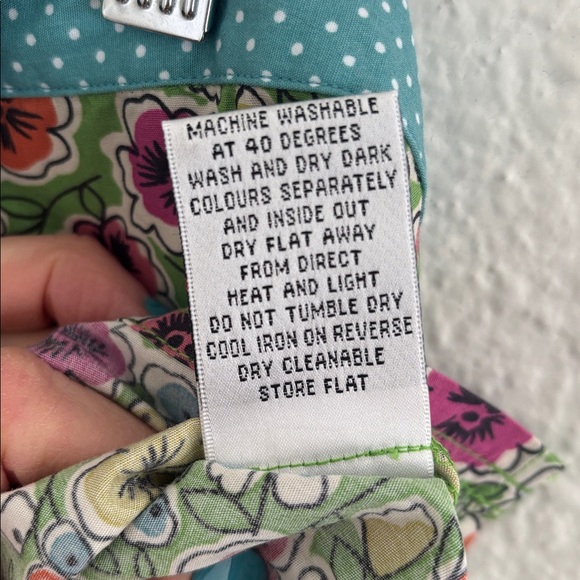 MACHINE WASHABLE
AT 40 DEGREES
WASH AND DRY DARK
COLOURS SEPARATELY
AND INSIDE OUT
DRY FLAT AWAY
FROM DIRECT
HEAT AND LIGHT
DO NOT TUMBLE DRY
COOL IRON ON REVERSE
DRY CLEANABLE
STORE FLAT